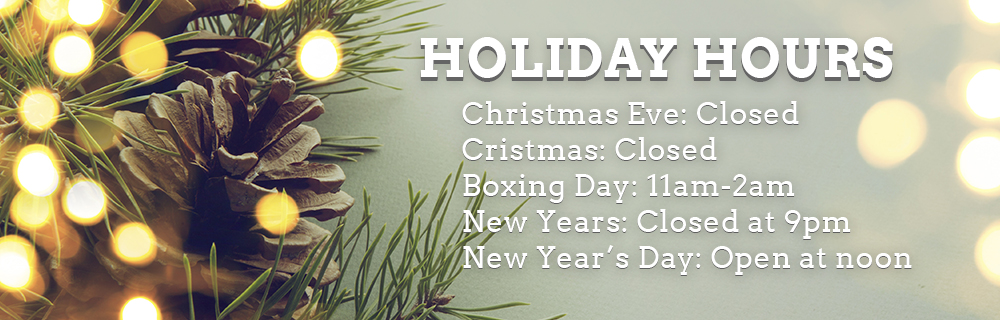 HOLIDAY HOURS
Christmas Eve: Closed
Cristmas: Closed
Boxing Day: 11am-2am
New Years: Closed at 9pm
New Year’s Day: Open at noon